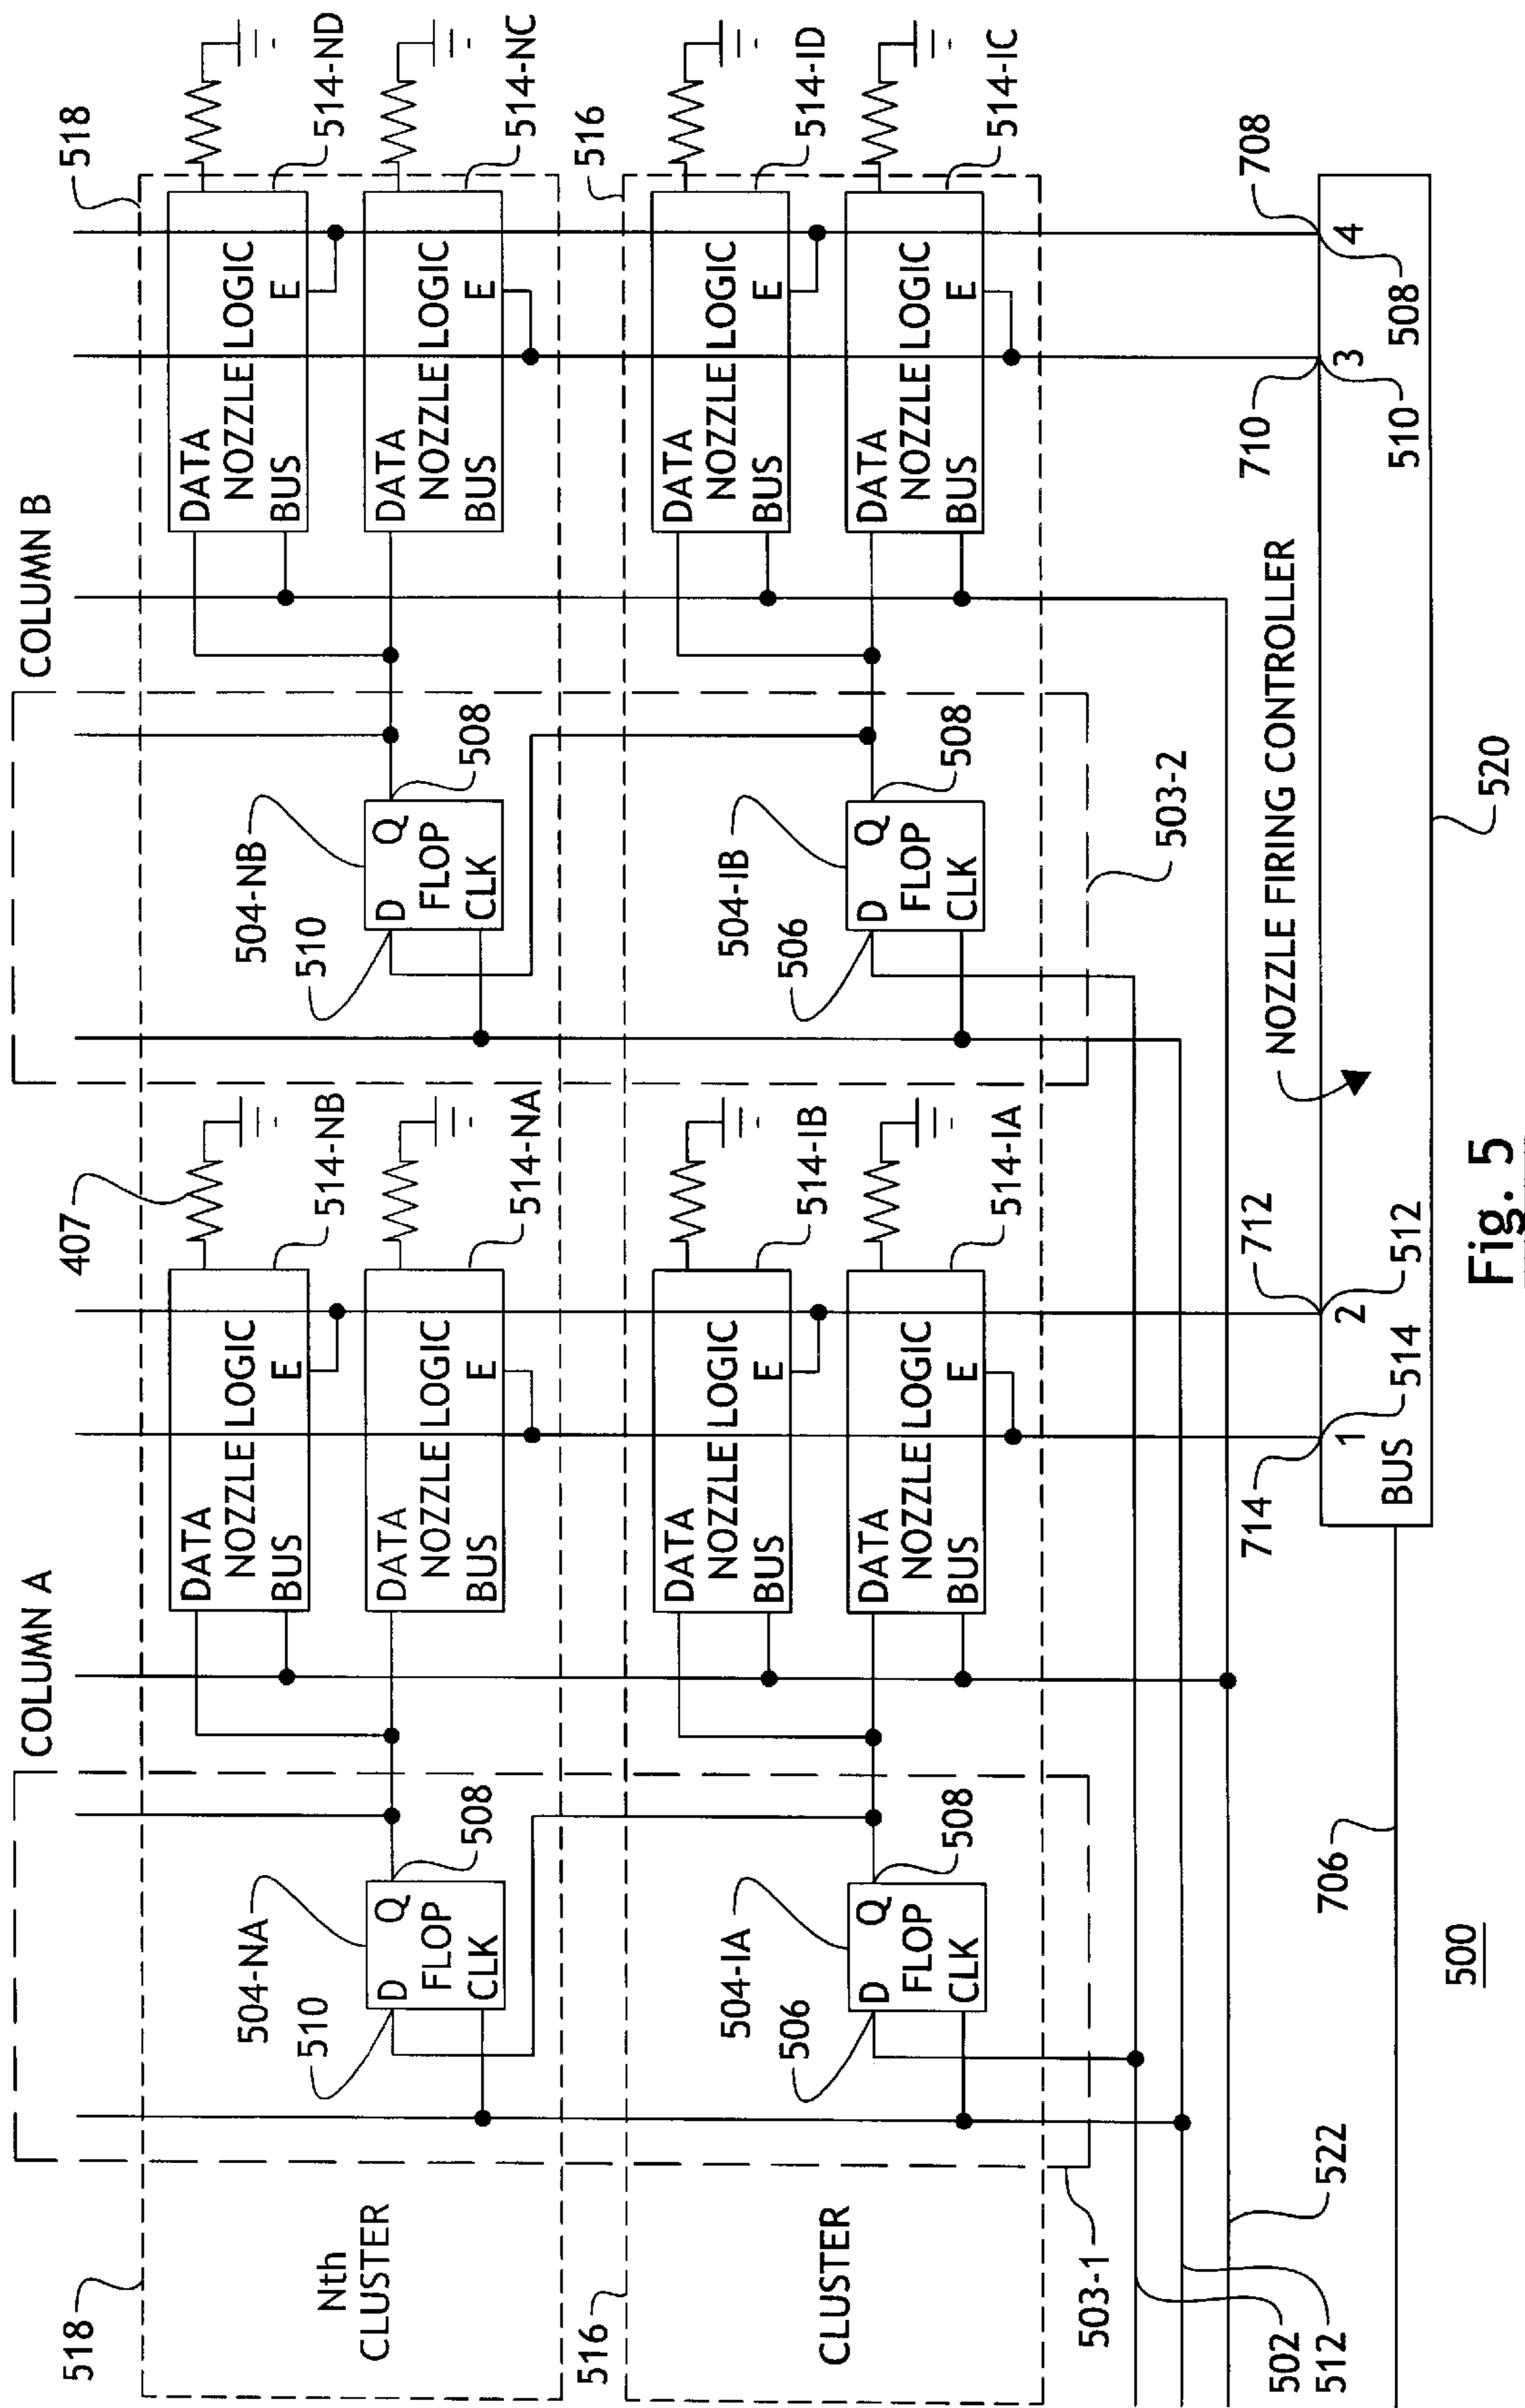 COLUMN A
COLUMN B
518
518
407
514-NB
514-ND
DATA
NOZZLE LOGIC
BUS
E
DATA
NOZZLE LOGIC
BUS
E
504-NA
510
D
Q
FLOP
CLK
508
DATA
NOZZLE LOGIC
BUS
E
514-NA
504-NB
510
D
Q
FLOP
CLK
508
DATA
NOZZLE LOGIC
BUS
E
514-NC
Nth
CLUSTER
516
516
DATA
NOZZLE LOGIC
BUS
E
514-IB
DATA
NOZZLE LOGIC
BUS
E
514-ID
504-IA
506
D
Q
FLOP
CLK
508
DATA
NOZZLE LOGIC
BUS
E
514-IA
504-IB
506
D
Q
FLOP
CLK
508
DATA
NOZZLE LOGIC
BUS
E
514-IC
CLUSTER
503-1
503-2
502
512
522
714
712
710
708
NOZZLE FIRING CONTROLLER
1
2
3
4
BUS
514
512
510
508
706
520
500
Fig. 5